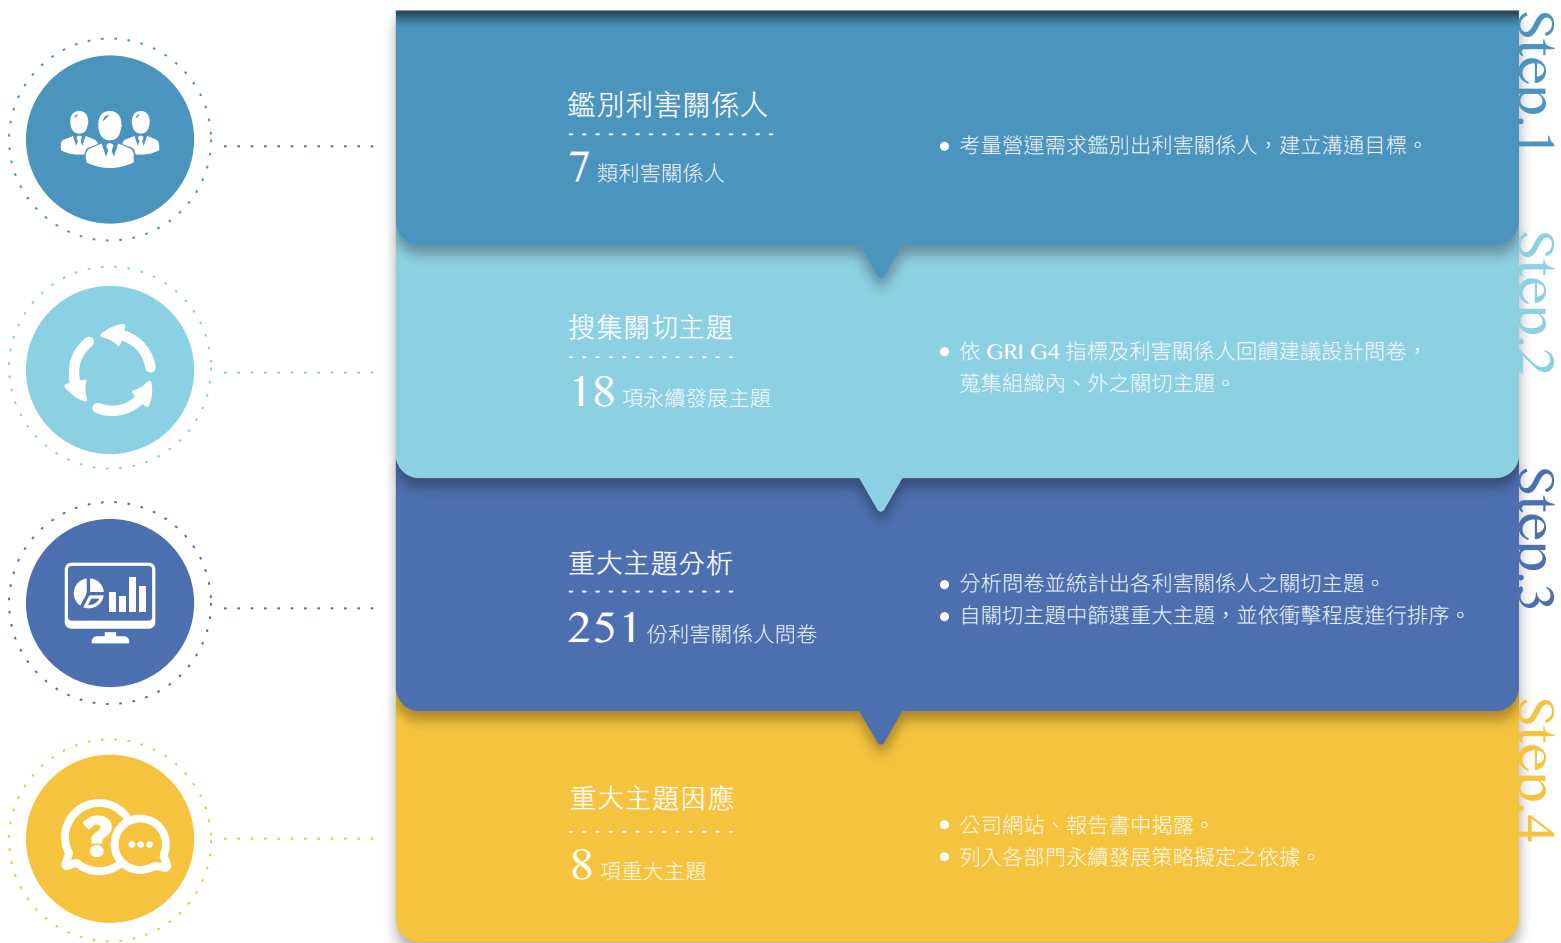 Step.1
鑑別利害關係人
7 類利害關係人
● 考量營運需求鑑別出利害關係人，建立溝通目標。
Step.2
搜集關切主題
18 項永續發展主題
● 依 GRI G4 指標及利害關係人回饋建議設計問卷，
蒐集組織內、外之關切主題。
Step.3
重大主題分析
251 份利害關係人問卷
● 分析問卷並統計出各利害關係人之關切主題。
● 自關切主題中篩選重大主題，並依衝擊程度進行排序。
Step.4
重大主題因應
8 項重大主題
● 公司網站、報告書中揭露。
● 列入各部門永續發展策略擬定之依據。